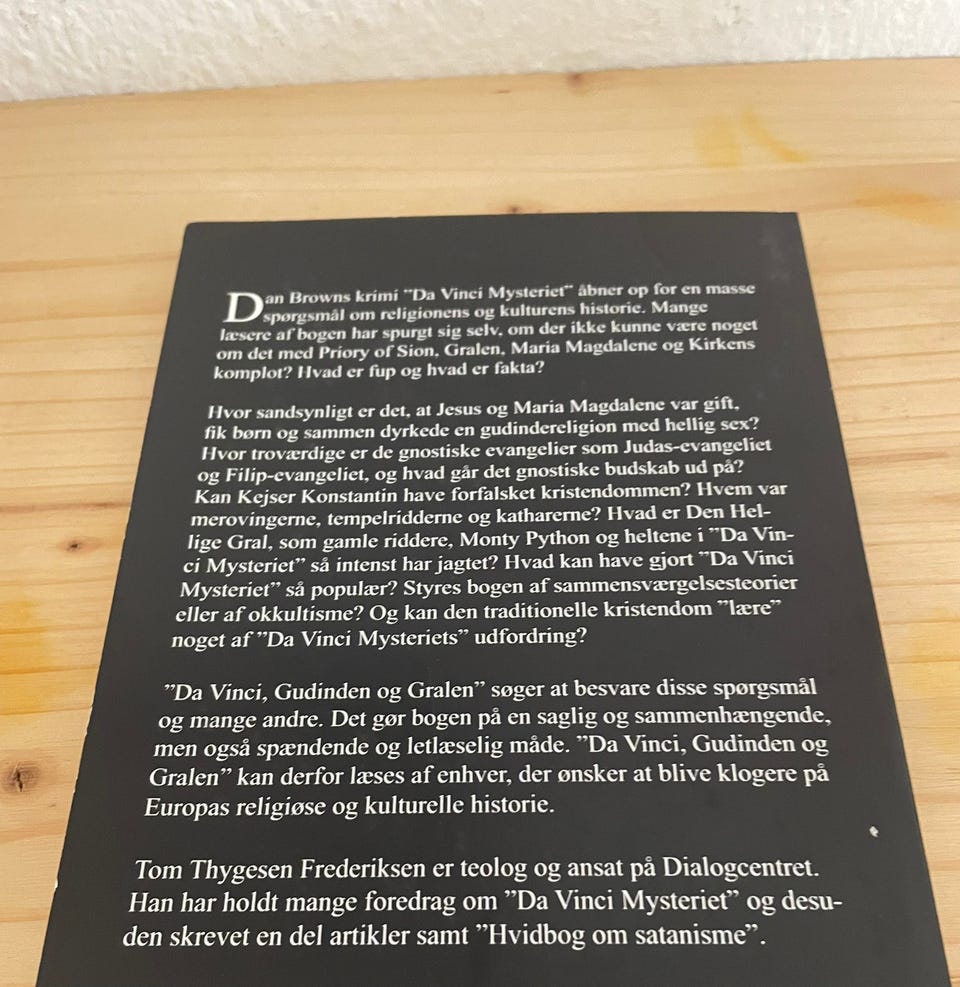 Dan Browns krimi "Da Vinci Mysteriet" åbner op for en masse
spørgsmål om religionens og kulturens historie. Mange
læsere af bogen har spurgt sig selv, om der ikke kunne være noget
om det med Priory of Sion, Gralen, Maria Magdalene og Kirkens
komplot? Hvad er fup og hvad er fakta?

Hvor sandsynligt er det, at Jesus og Maria Magdalene var gift,
fik børn og sammen dyrkede en gudindereligion med hellig sex?
Hvor troværdige er de gnostiske evangelier som Judas-evangeliet
og Filip-evangeliet, og hvad går det gnostiske budskab ud på?
Kan Kejser Konstantin have forfalsket kristendommen? Hvem var
merovingerne, tempelridderne og katharerne? Hvad er Den Hel-
lige Gral, som gamle riddere, Monty Python og heltene i "Da Vin-
ci Mysteriet" så intenst har jagtet? Hvad kan have gjort "Da Vinci
Mysteriet" så populær? Styres bogen af sammensværgelsesteorier
eller af okkultisme? Og kan den traditionelle kristendom "lære"
noget af "Da Vinci Mysteriets" udfordring?

"Da Vinci, Gudinden og Gralen" søger at besvare disse spørgsmål
og mange andre. Det gør bogen på en saglig og sammenhængende,
men også spændende og letlæselig måde. "Da Vinci, Gudinden og
Gralen" kan derfor læses af enhver, der ønsker at blive klogere på
Europas religiøse og kulturelle historie.

Tom Thygesen Frederiksen er teolog og ansat på Dialogcentret.
Han har holdt mange foredrag om "Da Vinci Mysteriet" og desu-
den skrevet en del artikler samt "Hvidbog om satanisme".